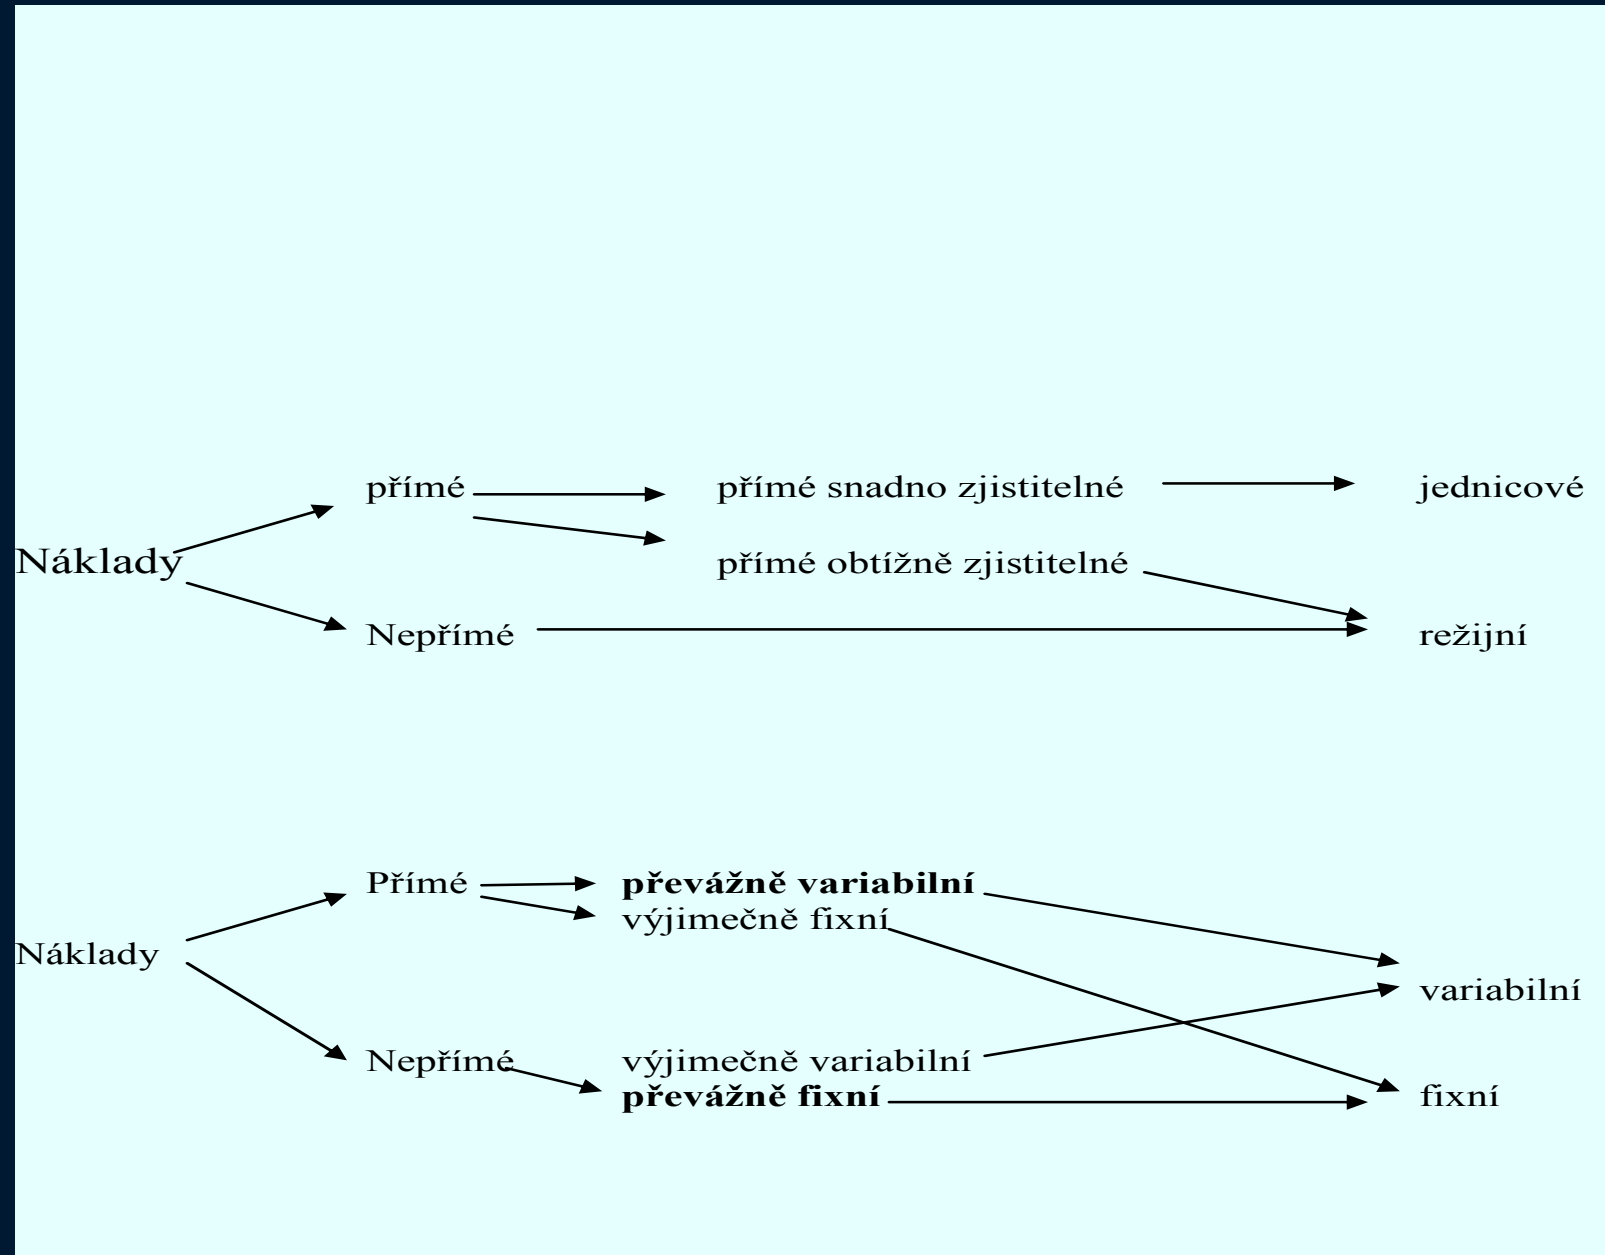 přímé přímé snadno zjistitelné jednicové
Náklady
přímé obtížně zjistitelné
Nepřímé režijní
Přímé převážně variabilní
výjimečně fixní
Náklady
variabilní
Nepřímé výjimečně variabilní
převážně fixní fixní